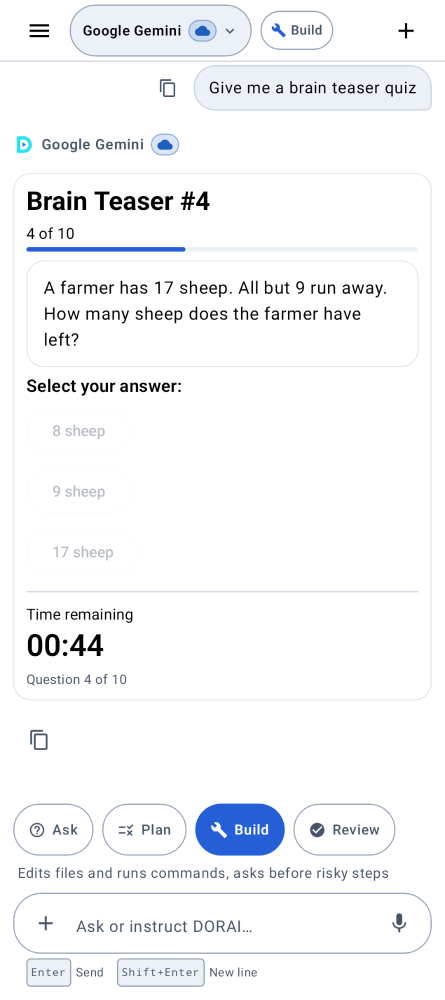 Google Gemini
Build
Give me a brain teaser quiz
Google Gemini
Brain Teaser #4
4 of 10
A farmer has 17 sheep. All but 9 run away.
How many sheep does the farmer have
left?
Select your answer:
8 sheep
9 sheep
17 sheep
Time remaining
00:44
Question 4 of 10
Ask
Plan
Build
Review
Edits files and runs commands, asks before risky steps
Ask or instruct DORAI...
Enter Send Shift+Enter New line